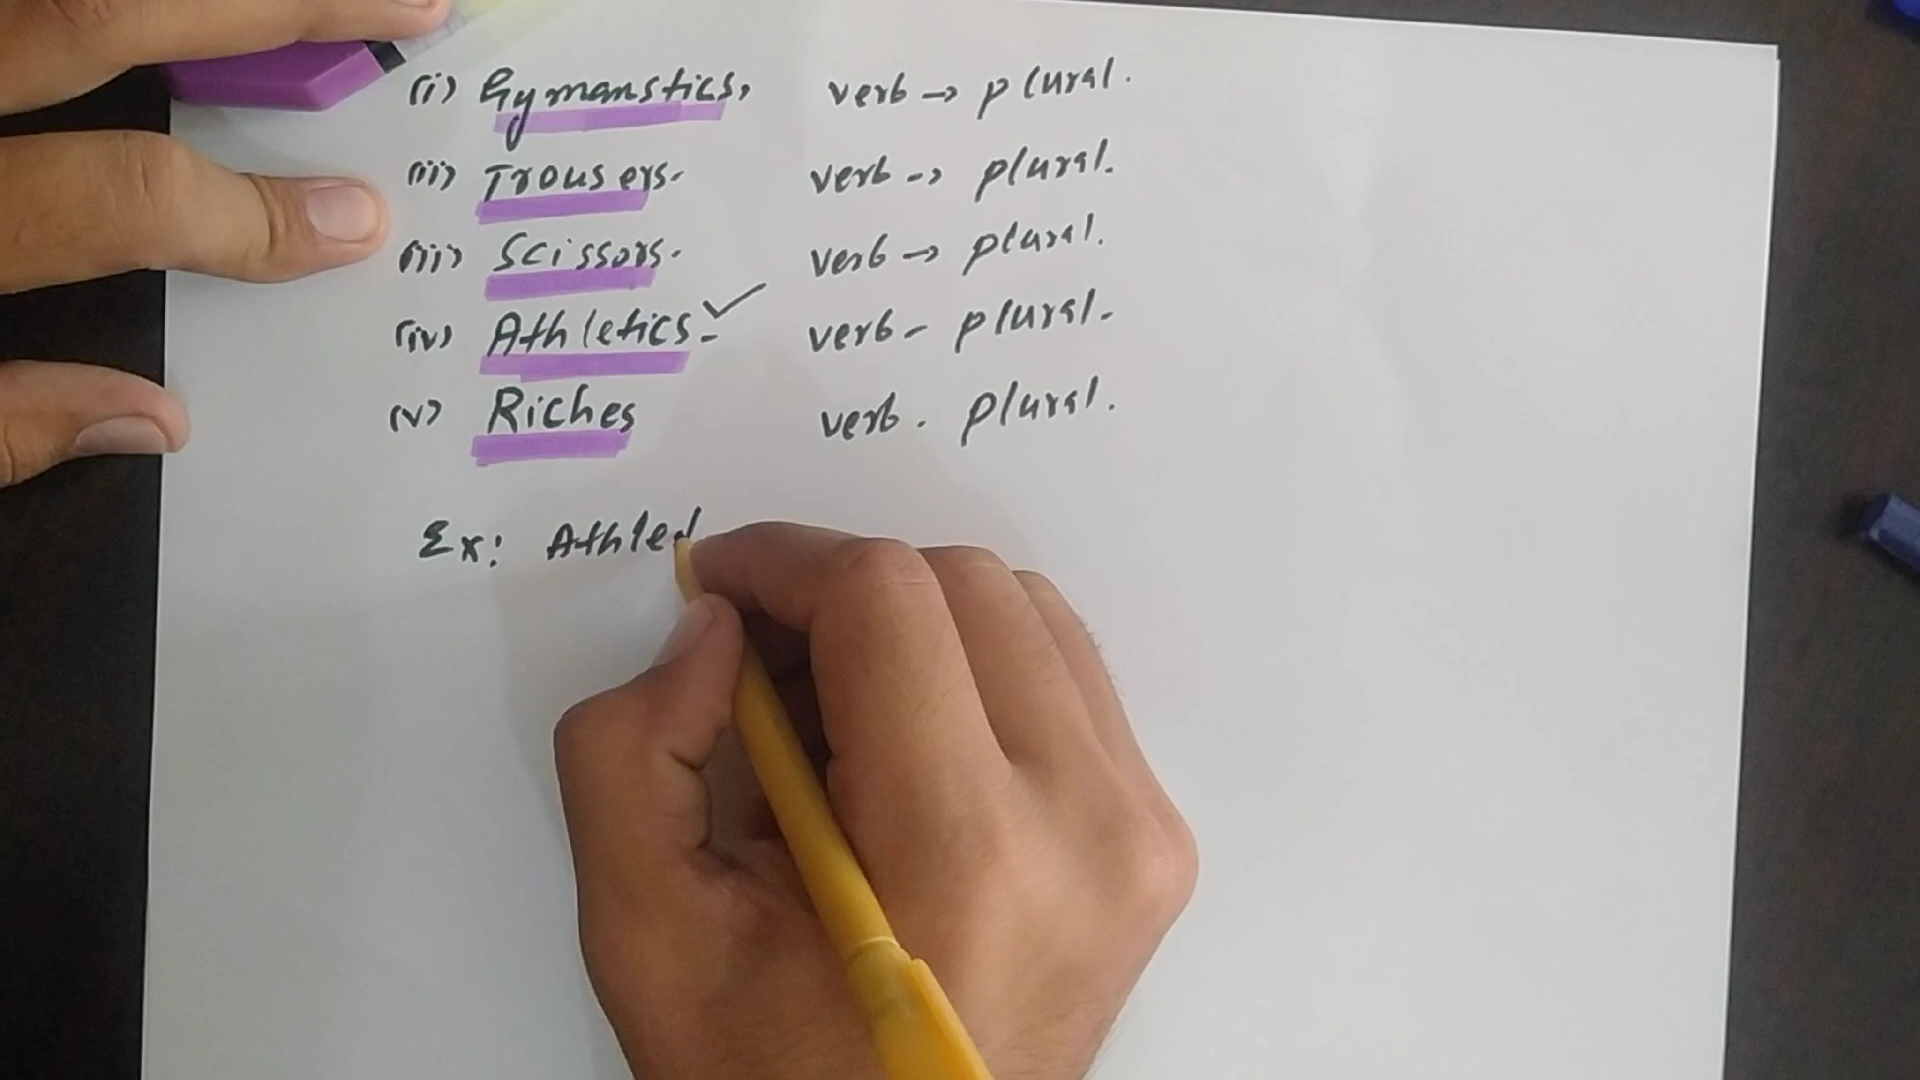 (i) Gymanstics, verb → plural.
(ii) Trousers. verb → plural.
(iii) Scissors. verb → plural.
(iv) Athletics - ✓ verb - plural.
(v) Riches verb. plural.
Ex: Athlet